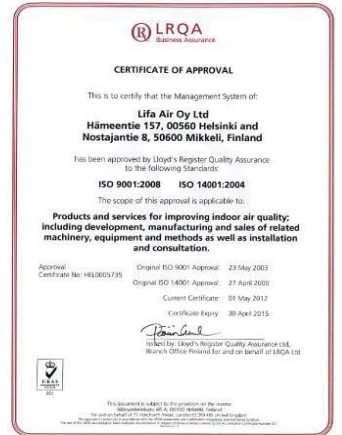 LRQA
Business Assurance
CERTIFICATE OF APPROVAL
This is to certify that the Management System of:
Lifa Air Oy Ltd
Hämeentie 157, 00560 Helsinki and
Nostajantie 8, 50600 Mikkeli, Finland
has been approved by Lloyd's Register Quality Assurance
to the following Standards:
ISO 9001:2008 ISO 14001:2004
The scope of this approval is applicable to:
Products and services for improving indoor air quality;
including development, manufacturing and sales of related
machinery, equipment and methods as well as installation
and consultation.
Approval
Certificate No: HEL0005735
Original ISO 9001 Approval: 23 May 2003
Original ISO 14001 Approval: 27 April 2000
Current Certificate: 01 May 2012
Certificate Expiry: 30 April 2015
Issued by: Lloyd's Register Quality Assurance Ltd,
Branch Office Finland for and on behalf of LRQA Ltd
UKAS
001
This document is subject to the provision on the reverse